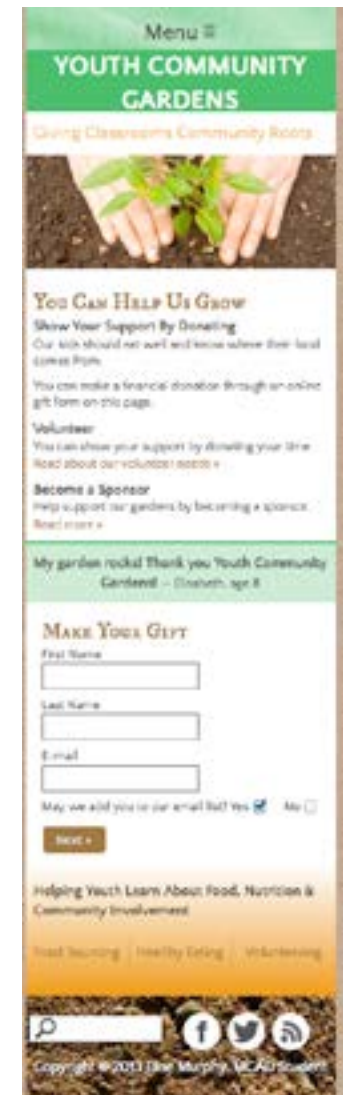 Menu ≡
YOUTH COMMUNITY
GARDENS
Giving Classrooms Community Roots
You Can Help Us Grow
Show Your Support By Donating
Our kids should eat well and know where their food
comes from.
You can make a financial donation through an online
gift form on this page.
Volunteer
You can show your support by donating your time.
Read about our volunteer needs »
Become a Sponsor
Help support our gardens by becoming a sponsor.
Read more »
My garden rocks! Thank you Youth Community
Gardens! – Elizabeth, age 8
Make Your Gift
First Name
Last Name
E-mail
May we add you to our email list? Yes No
Next »
Helping Youth Learn About Food, Nutrition &
Community Involvement
Food Sourcing | Healthy Eating | Volunteering
Copyright © 2013 Murphy, MCAD Student